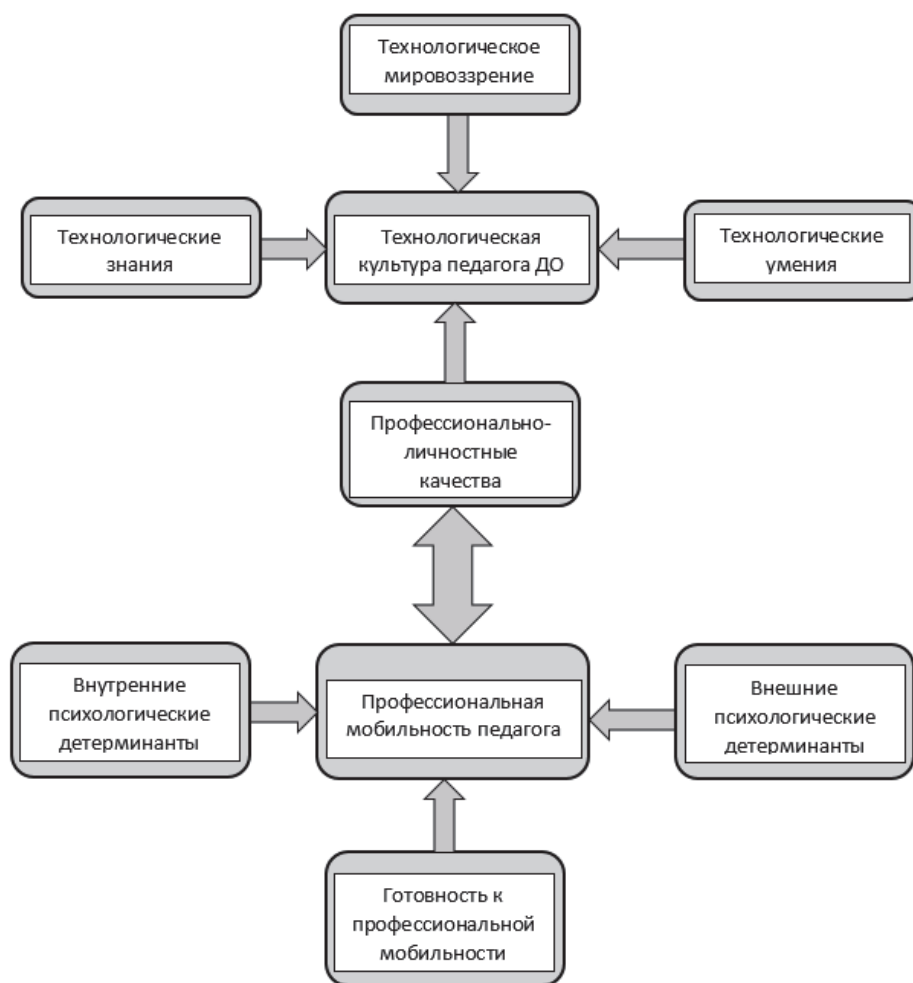 Технологическое
мировоззрение
Технологические
знания
Технологическая
культура педагога ДО
Технологические
умения
Профессионально-
личностные
качества
Внутренние
психологические
детерминанты
Профессиональная
мобильность педагога
Внешние
психологические
детерминанты
Готовность к
профессиональной
мобильности